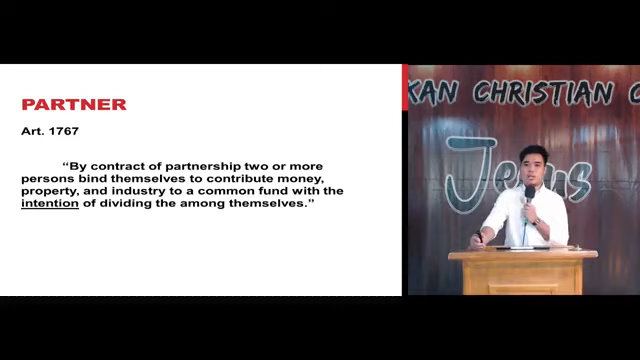 PARTNER
Art. 1767
“By contract of partnership two or more
persons bind themselves to contribute money,
property, and industry to a common fund with the
intention of dividing the among themselves.”
KAN CHRISTIAN C
Jesus